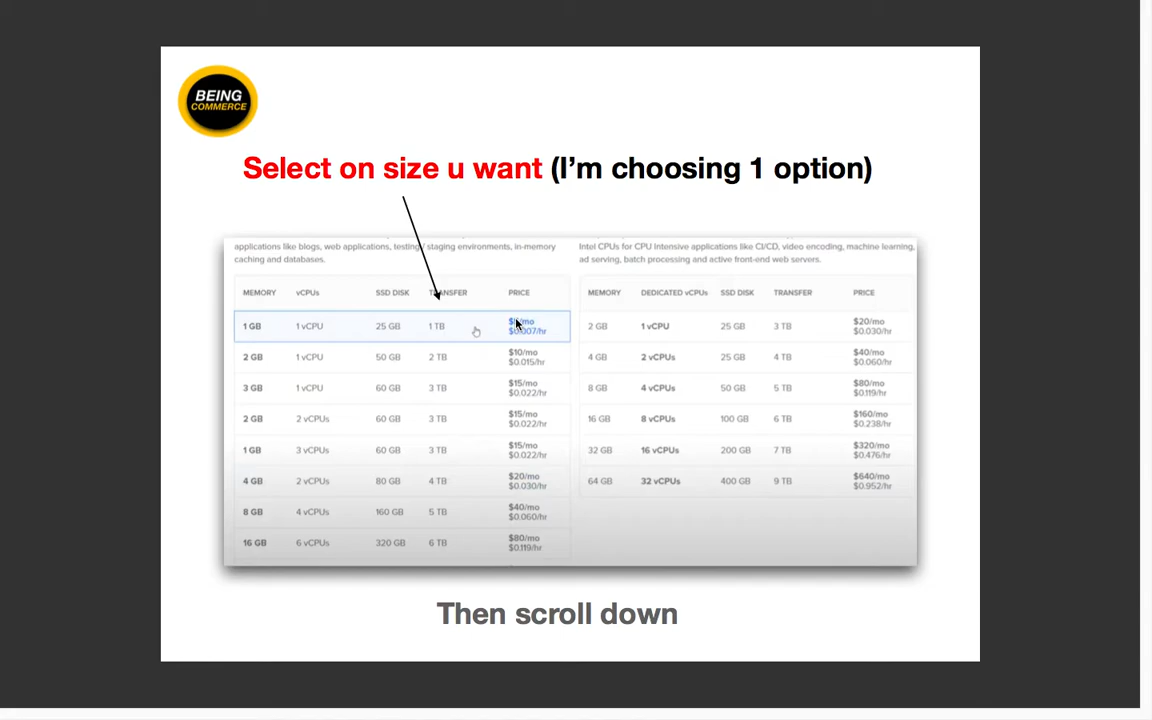 BEING
COMMERCE
Select on size u want (I'm choosing 1 option)
applications like blogs, web applications, testing / staging environments, in-memory
caching and databases.
MEMORY vCPUs SSD DISK TRANSFER PRICE
1 GB 1 vCPU 25 GB 1 TB
$0.007/hr
2 GB 1 vCPU 50 GB 2 TB $10/mo
$0.015/hr
3 GB 1 vCPU 60 GB 3 TB $15/mo
$0.022/hr
2 GB 2 vCPUs 60 GB 3 TB $15/mo
$0.022/hr
1 GB 3 vCPUs 60 GB 3 TB $15/mo
$0.022/hr
4 GB 2 vCPUs 80 GB 4 TB $20/mo
$0.030/hr
8 GB 4 vCPUs 160 GB 5 TB $40/mo
$0.060/hr
16 GB 6 vCPUs 320 GB 6 TB $80/mo
$0.119/hr
Intel CPUs for CPU Intensive applications like CI/CD, video encoding, machine learning,
ad serving, batch processing and active front-end web servers.
MEMORY DEDICATED vCPUs SSD DISK TRANSFER PRICE
2 GB 1 vCPU 25 GB 3 TB $20/mo
$0.030/hr
4 GB 2 vCPUs 25 GB 4 TB $40/mo
$0.060/hr
8 GB 4 vCPUs 50 GB 5 TB $80/mo
$0.119/hr
16 GB 8 vCPUs 100 GB 6 TB $160/mo
$0.238/hr
32 GB 16 vCPUs 200 GB 7 TB $320/mo
$0.476/hr
64 GB 32 vCPUs 400 GB 9 TB $640/mo
$0.952/hr
Then scroll down